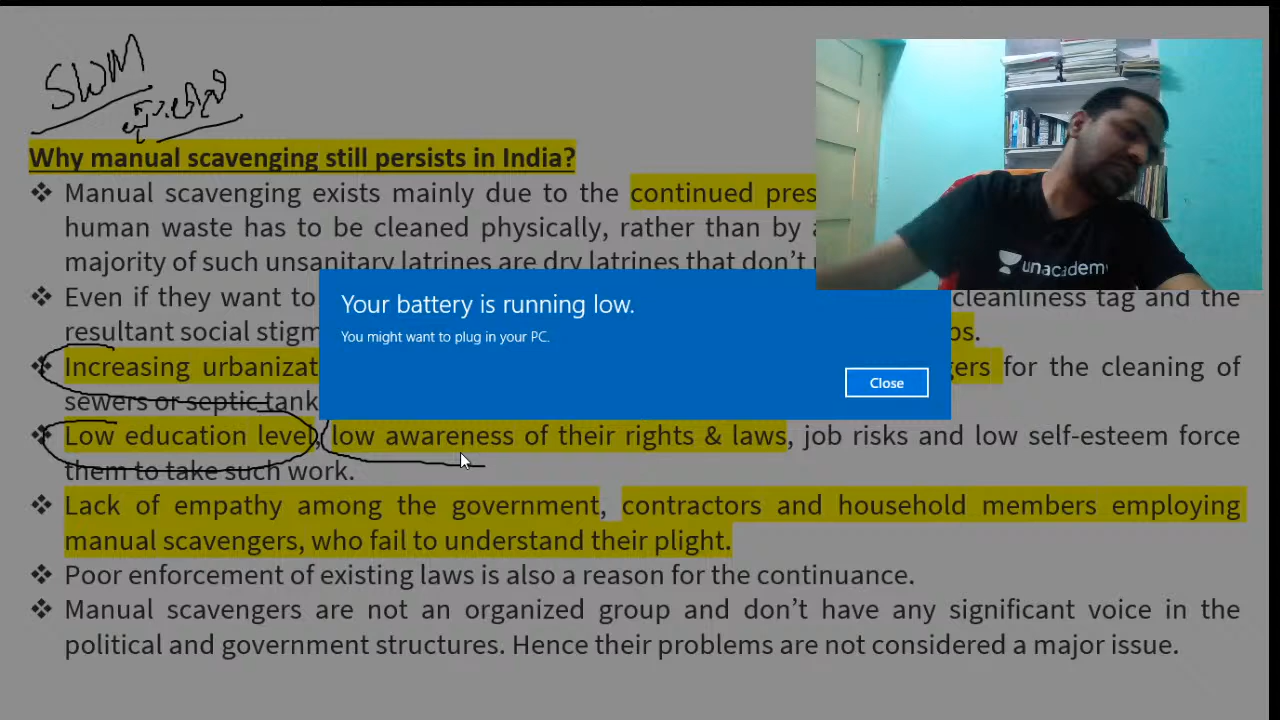 SWM
Why manual scavenging still persists in India?
❖ Manual scavenging exists mainly due to the continued pres
human waste has to be cleaned physically, rather than by a
majority of such unsanitary latrines are dry latrines that don't
unacademy
❖ Even if they want to cleanliness tag and the
resultant social stigm
Your battery is running low.
You might want to plug in your PC.
Close
❖ Increasing urbanizat for the cleaning of
sewers or septic tank
❖ Low education level, low awareness of their rights & laws, job risks and low self-esteem force
them to take such work.
❖ Lack of empathy among the government, contractors and household members employing
manual scavengers, who fail to understand their plight.
❖ Poor enforcement of existing laws is also a reason for the continuance.
❖ Manual scavengers are not an organized group and don't have any significant voice in the
political and government structures. Hence their problems are not considered a major issue.